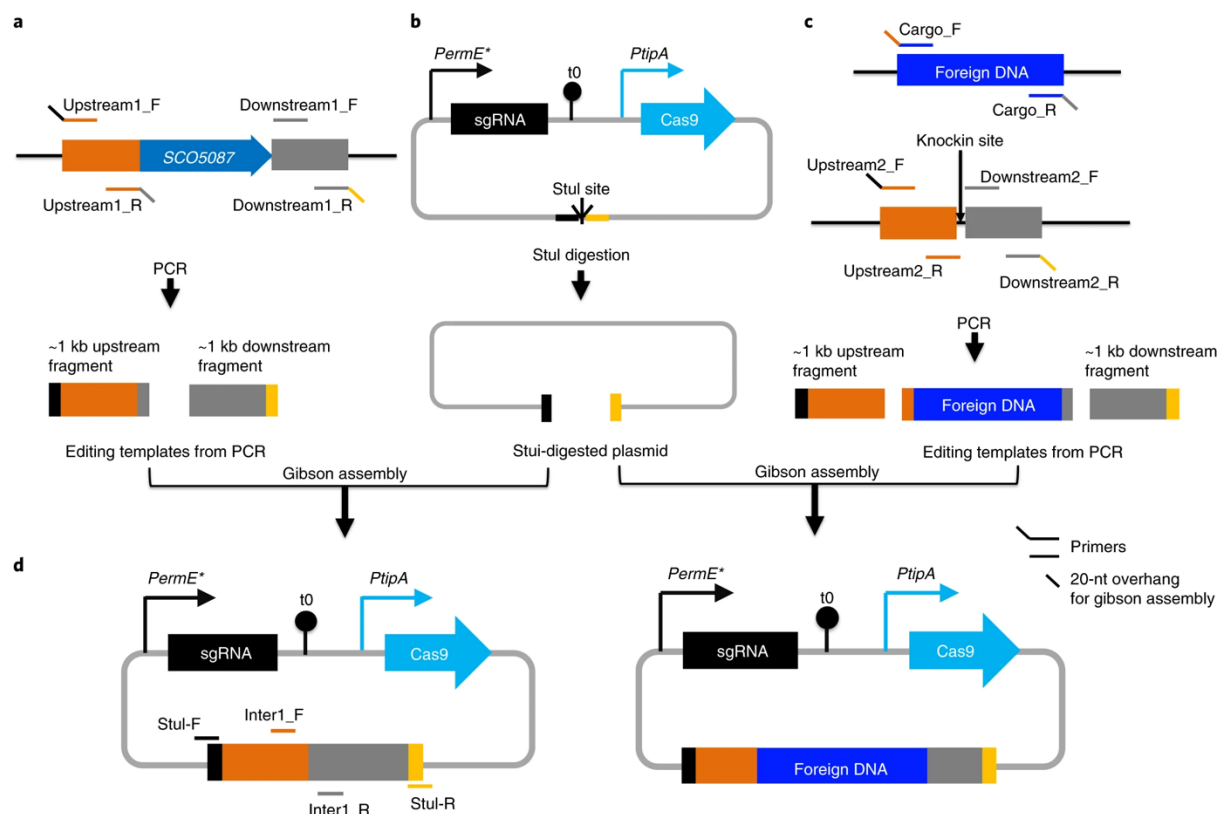 a
Upstream1_F
Downstream1_F
SCO5087
Upstream1_R
Downstream1_R
PCR
~1 kb upstream
fragment
~1 kb downstream
fragment
Editing templates from PCR
b
PermE*
PtipA
t0
sgRNA
Cas9
StuI site
StuI digestion
Stui-digested plasmid
Gibson assembly
Gibson assembly
c
Cargo_F
Foreign DNA
Cargo_R
Knockin site
Upstream2_F
Downstream2_F
Upstream2_R
Downstream2_R
PCR
~1 kb upstream
fragment
~1 kb downstream
fragment
Foreign DNA
Editing templates from PCR
Primers
20-nt overhang
for gibson assembly
d
PermE*
PtipA
t0
sgRNA
Cas9
StuI-F
Inter1_F
Inter1_R
StuI-R
PermE*
PtipA
t0
sgRNA
Cas9
Foreign DNA